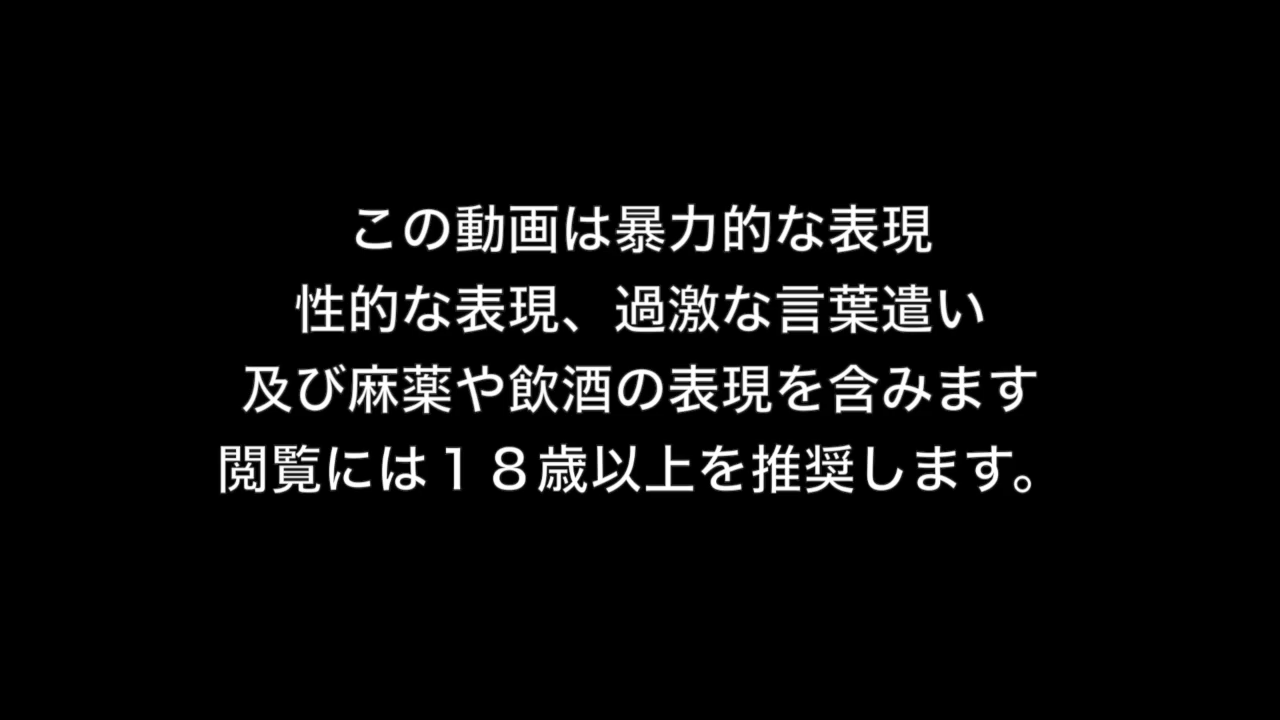 この動画は暴力的な表現
性的な表現、過激な言葉遣い
及び麻薬や飲酒の表現を含みます
閲覧には１８歳以上を推奨します。